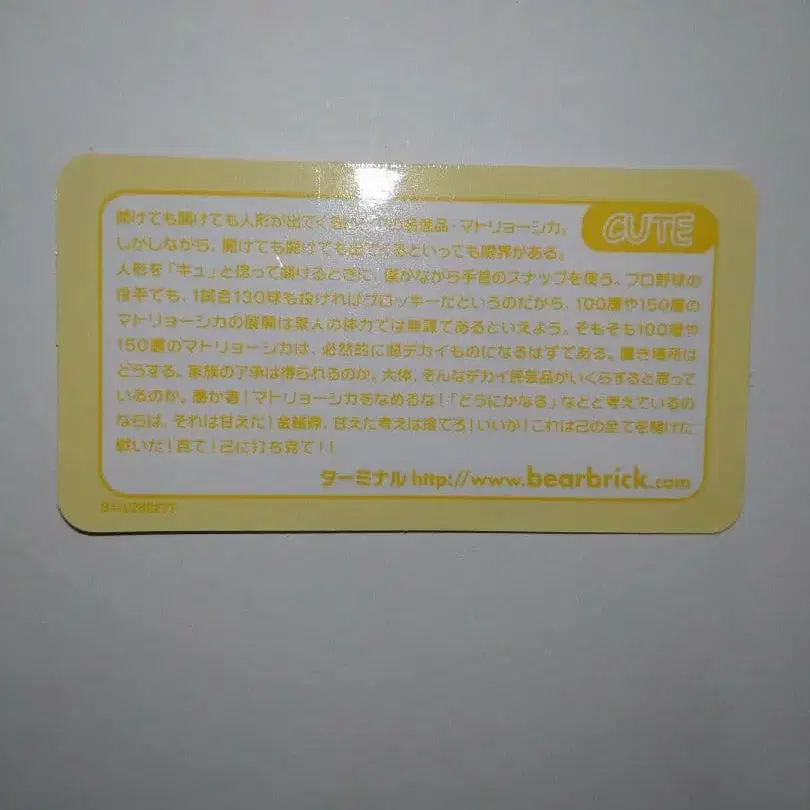 CUTE
開けても開けても人形が出てくる 名産品・マトリョーシカ。
しかしながら、開けても開けても出てくるといっても限界がある。
人形を「キュ」と捻って開けるときに、僅かながら手首のスナップを使う。プロ野球の
投手でも、1試合130球も投げればグロッキーだというのだから、100層や150層の
マトリョーシカの展開は素人の体力では無謀であるといえよう。そもそも100層や
150層のマトリョーシカは、必然的に超デカイものになるはずである。置き場所は
どうする。家族の了承は得られるのか。大体、そんなデカイ民芸品がいくらすると思って
いるのか。愚か者!マトリョーシカをなめるな!「どうにかなる」などと考えているの
ならば、それは甘えだ! 甘えた考えは捨てろ!いいか!これは己の全てを賭けた
戦いだ! 己に打ち克て!!
ターミナル http://www.bearbrick.com